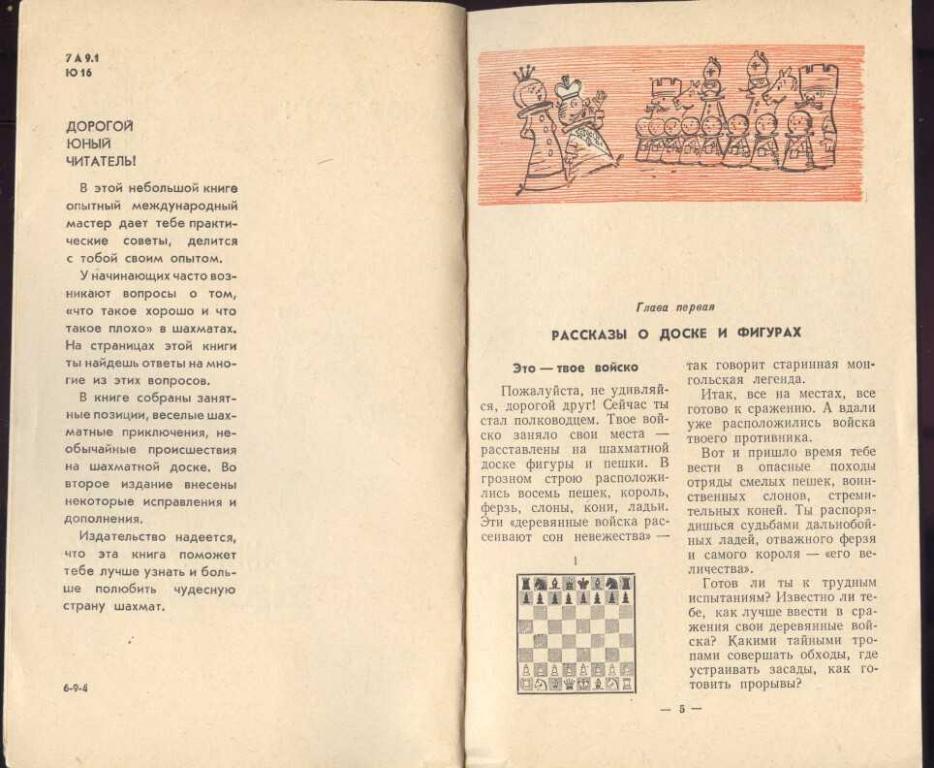 7 А 9.1
Ю 16
ДОРОГОЙ
ЮНЫЙ
ЧИТАТЕЛЬ!
В этой небольшой книге
опытный международный
мастер дает тебе практи-
ческие советы, делится
с тобой своим опытом.
У начинающих часто воз-
никают вопросы о том,
«что такое хорошо и что
такое плохо» в шахматах.
На страницах этой книги
ты найдешь ответы на мно-
гие из этих вопросов.
В книге собраны занят-
ные позиции, веселые шах-
матные приключения, не-
обычайные происшествия
на шахматной доске. Во
второе издание внесены
некоторые исправления и
дополнения.
Издательство надеется,
что эта книга поможет
тебе лучше узнать и боль-
ше полюбить чудесную
страну шахмат.
6-9-4
Глава первая
РАССКАЗЫ О ДОСКЕ И ФИГУРАХ
Это — твое войско
Пожалуйста, не удивляй-
ся, дорогой друг! Сейчас ты
стал полководцем. Твое вой-
ско заняло свои места —
расставлены на шахматной
доске фигуры и пешки. В
грозном строю расположи-
лись восемь пешек, король,
ферзь, слоны, кони, ладьи.
Эти «деревянные войска рас-
сеивают сон невежества» —
1
так говорит старинная мон-
гольская легенда.
Итак, все на местах, все
готово к сражению. А вдали
уже расположились войска
твоего противника.
Вот и пришло время тебе
вести в опасные походы
отряды смелых пешек, воин-
ственных слонов, стреми-
тельных коней. Ты распоря-
дишься судьбами дальнобой-
ных ладей, отважного ферзя
и самого короля — «его ве-
личества».
Готов ли ты к трудным
испытаниям? Известно ли те-
бе, как лучше ввести в сра-
жения свои деревянные вой-
ска? Какими тайными тро-
пами совершать обходы, где
устраивать засады, как го-
товить прорывы?
— 5 —